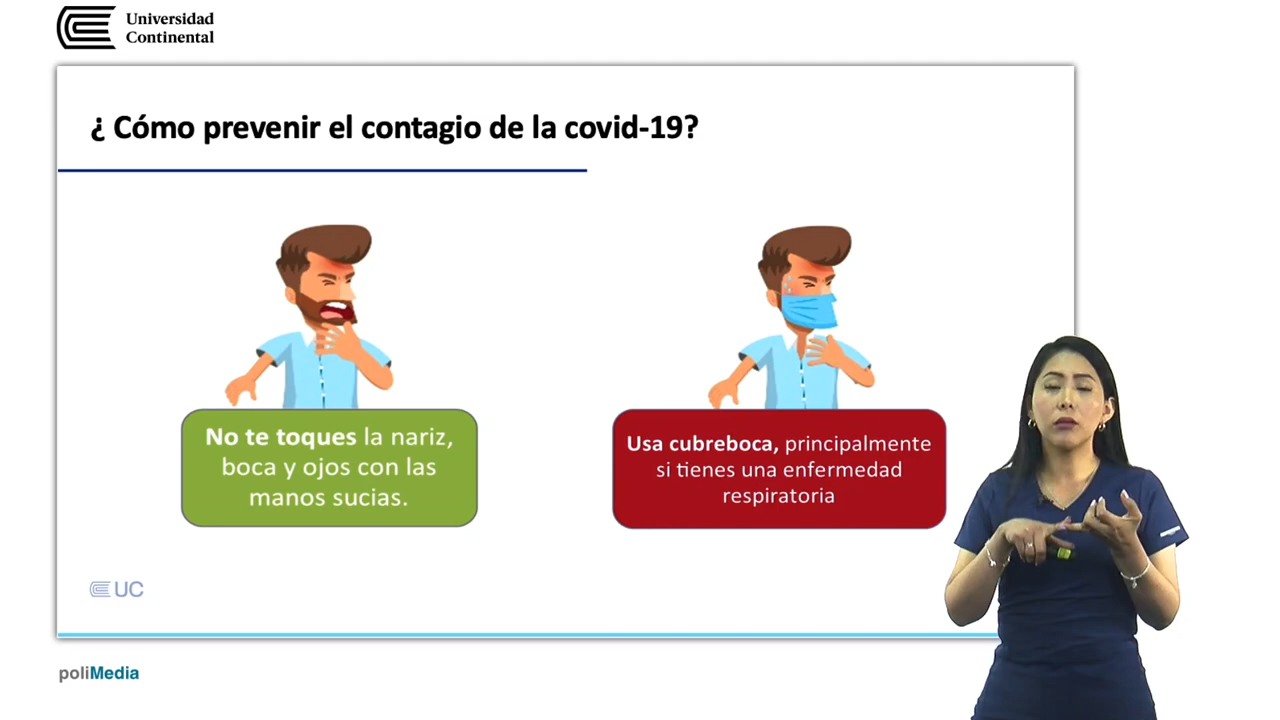 Universidad
Continental
¿ Cómo prevenir el contagio de la covid-19?
No te toques la nariz,
boca y ojos con las
manos sucias.
Usa cubreboca, principalmente
si tienes una enfermedad
respiratoria
UC
poliMedia